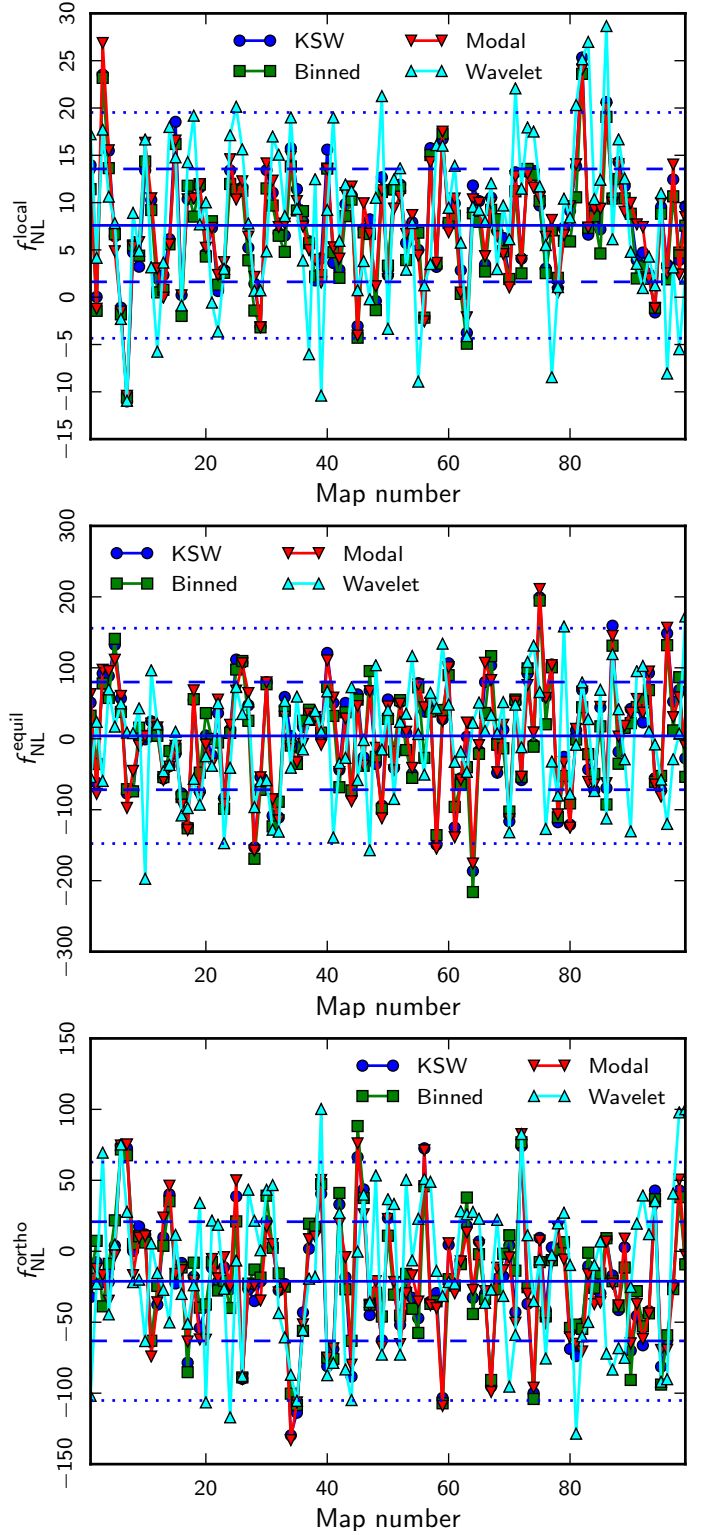 30
25
20
15
10
5
0
−5
−10
−15
f_NL^local
KSW
Modal
Binned
Wavelet
20 40 60 80
Map number
300
200
100
0
−100
−200
−300
f_NL^equil
KSW
Modal
Binned
Wavelet
20 40 60 80
Map number
150
100
50
0
−50
−100
−150
f_NL^ortho
KSW
Modal
Binned
Wavelet
20 40 60 80
Map number